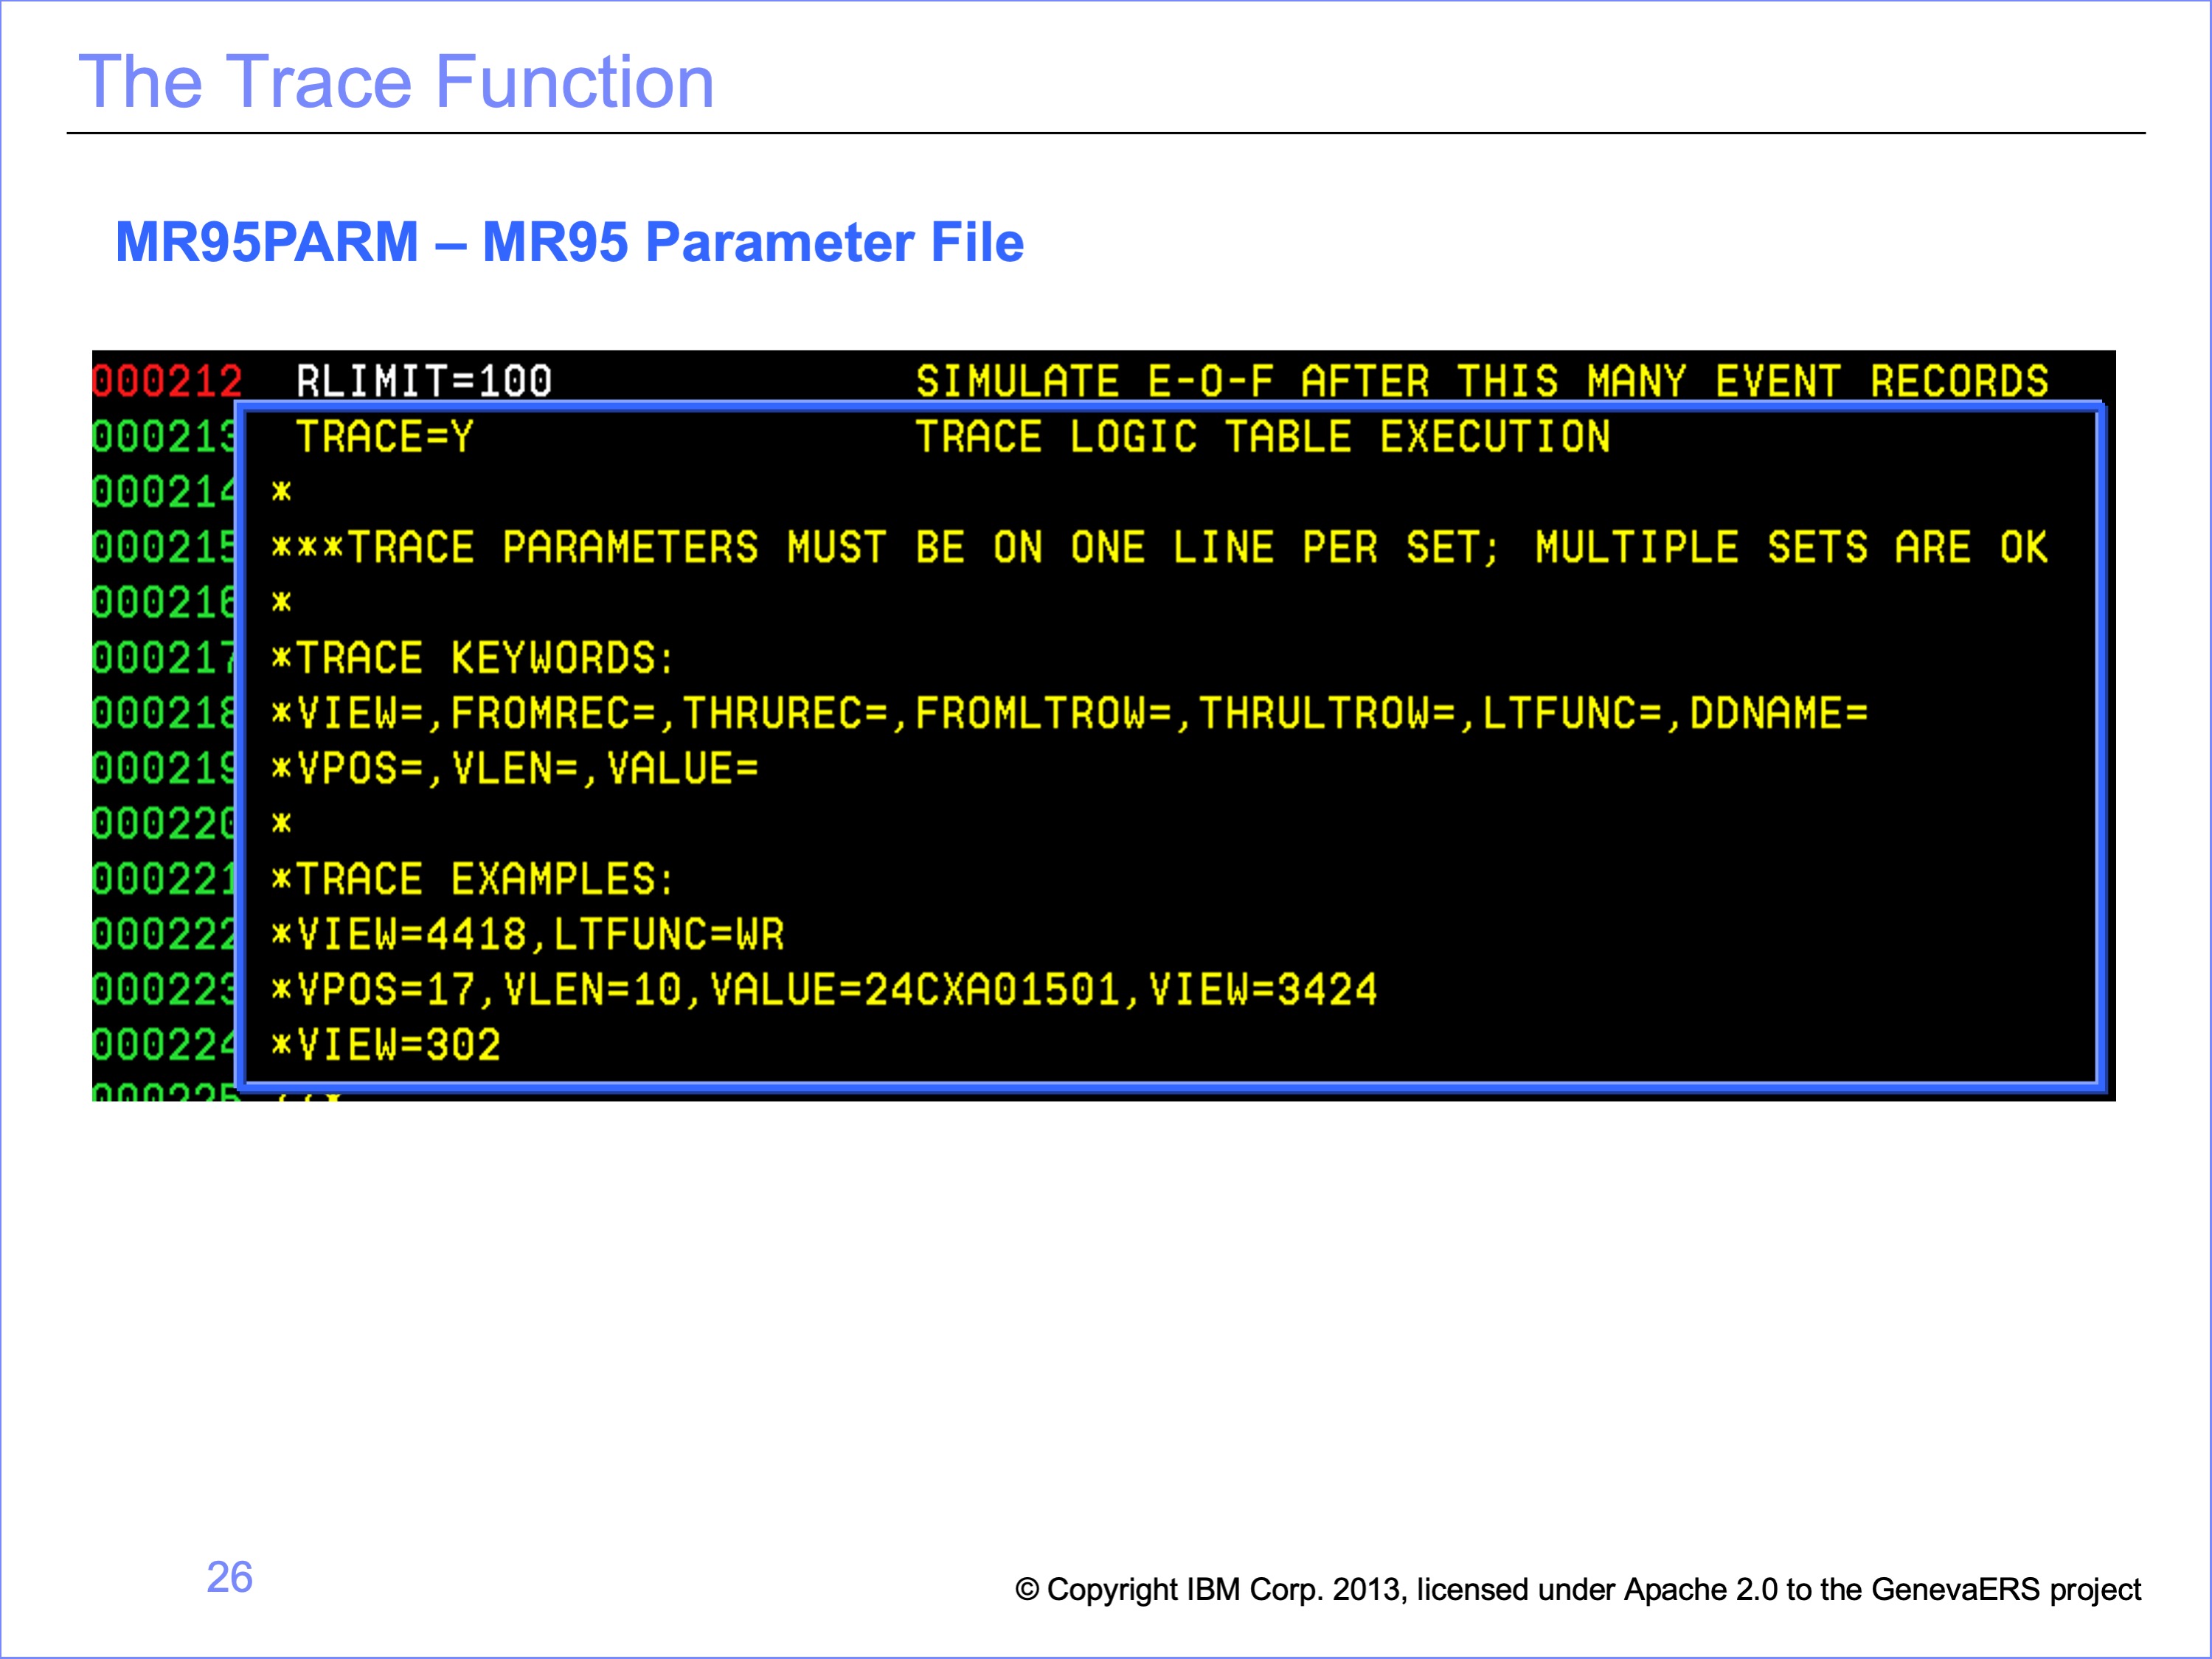 The Trace Function
MR95PARM – MR95 Parameter File
000212 RLIMIT=100 SIMULATE E-O-F AFTER THIS MANY EVENT RECORDS
000213 TRACE=Y TRACE LOGIC TABLE EXECUTION
000214 *
000215 ***TRACE PARAMETERS MUST BE ON ONE LINE PER SET; MULTIPLE SETS ARE OK
000216 *
000217 *TRACE KEYWORDS:
000218 *VIEW=,FROMREC=,THRUREC=,FROMLTROW=,THRULTROW=,LTFUNC=,DDNAME=
000219 *VPOS=,VLEN=,VALUE=
000220 *
000221 *TRACE EXAMPLES:
000222 *VIEW=4418,LTFUNC=WR
000223 *VPOS=17,VLEN=10,VALUE=24CXA01501,VIEW=3424
000224 *VIEW=302
000225 //*
26
© Copyright IBM Corp. 2013, licensed under Apache 2.0 to the GenevaERS project